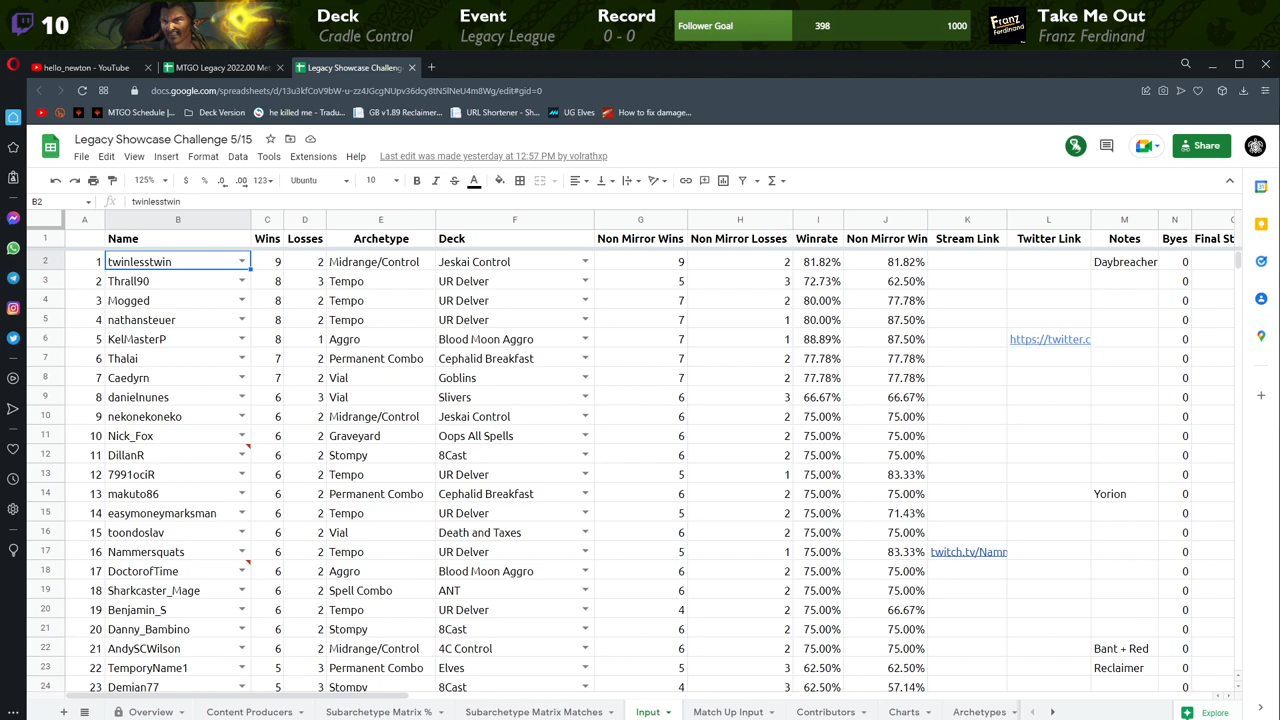 10
Deck
Cradle Control
Event
Legacy League
Record
0 - 0
Follower Goal 398 1000
Franz Ferdinand
Take Me Out
Franz Ferdinand
hello_newton - YouTube
MTGO Legacy 2022.00 Met
Legacy Showcase Challenge
docs.google.com/spreadsheets/d/13u3kfCoV9bW-u-zz4JGcgNUpv36dcy8tN5lNeU4m8Wg/edit#gid=0
MTGO Schedule |
Deck Version
he killed me - Tradu...
GB v1.89 Reclaimer...
URL Shortener - Sh...
UG Elves
How to fix damage...
Legacy Showcase Challenge 5/15
File Edit View Insert Format Data Tools Extensions Help Last edit was made yesterday at 12:57 PM by volrathxp
Share
125% $ % .0 .00 123 Ubuntu 10 B I S A
B2 fx twinlesstwin
A B C D E F G H I J K L M N
1 Name Wins Losses Archetype Deck Non Mirror Wins Non Mirror Losses Winrate Non Mirror Win Stream Link Twitter Link Notes Byes Final St
2 1 twinlesstwin 9 2 Midrange/Control Jeskai Control 9 2 81.82% 81.82% Daybreacher 0
3 2 Thrall90 8 3 Tempo UR Delver 5 3 72.73% 62.50% 0
4 3 Mogged 8 2 Tempo UR Delver 7 2 80.00% 77.78% 0
5 4 nathansteuer 8 2 Tempo UR Delver 7 1 80.00% 87.50% 0
6 5 KelMasterP 8 1 Aggro Blood Moon Aggro 7 1 88.89% 87.50% https://twitter.c 0
7 6 Thalai 7 2 Permanent Combo Cephalid Breakfast 7 2 77.78% 77.78% 0
8 7 Caedyrn 7 2 Vial Goblins 7 2 77.78% 77.78% 0
9 8 danielnunes 6 3 Vial Slivers 6 3 66.67% 66.67% 0
10 9 nekonekoneko 6 2 Midrange/Control Jeskai Control 6 2 75.00% 75.00% 0
11 10 Nick_Fox 6 2 Graveyard Oops All Spells 6 2 75.00% 75.00% 0
12 11 DillanR 6 2 Stompy 8Cast 6 2 75.00% 75.00% 0
13 12 7991ociR 6 2 Tempo UR Delver 5 1 75.00% 83.33% 0
14 13 makuto86 6 2 Permanent Combo Cephalid Breakfast 6 2 75.00% 75.00% Yorion 0
15 14 easymoneymarksman 6 2 Tempo UR Delver 5 2 75.00% 71.43% 0
16 15 toondoslav 6 2 Vial Death and Taxes 6 2 75.00% 75.00% 0
17 16 Nammersquats 6 2 Tempo UR Delver 5 1 75.00% 83.33% twitch.tv/Namn 0
18 17 DoctorofTime 6 2 Aggro Blood Moon Aggro 6 2 75.00% 75.00% 0
19 18 Sharkcaster_Mage 6 2 Spell Combo ANT 6 2 75.00% 75.00% 0
20 19 Benjamin_S 6 2 Tempo UR Delver 4 2 75.00% 66.67% 0
21 20 Danny_Bambino 6 2 Stompy 8Cast 6 2 75.00% 75.00% 0
22 21 AndySCWilson 6 2 Midrange/Control 4C Control 6 2 75.00% 75.00% Bant + Red 0
23 22 TemporyName1 5 3 Permanent Combo Elves 5 3 62.50% 62.50% Reclaimer 0
24 23 Demian77 5 3 Stompy 8Cast 4 3 62.50% 57.14% 0
Overview Content Producers Subarchetype Matrix % Subarchetype Matrix Matches Input Match Up Input Contributors Charts Archetypes Explore